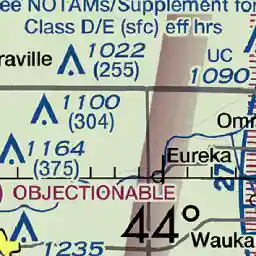 ee NOTAMs/Supplement for
Class D/E (sfc) eff hrs
raville
1022
(255)
UC
1090
1100
(304)
Omr
1164
(375)
Eureka
27
) OBJECTIONABLE
44°
Wauka
1235